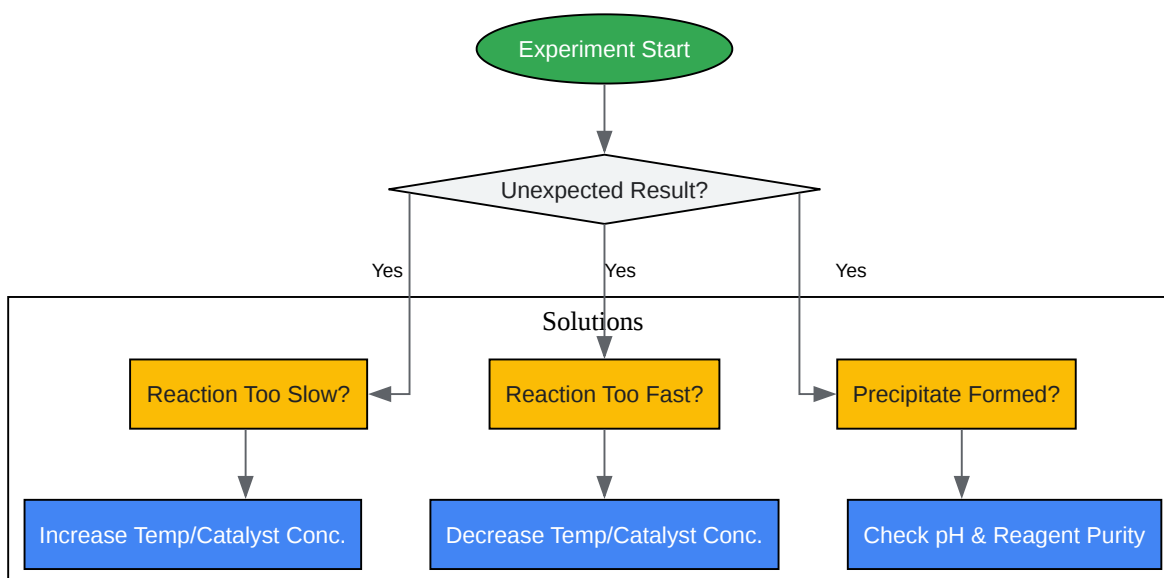 Experiment Start
Unexpected Result?
Yes
Yes
Yes
Solutions
Reaction Too Slow?
Reaction Too Fast?
Precipitate Formed?
Increase Temp/Catalyst Conc.
Decrease Temp/Catalyst Conc.
Check pH & Reagent Purity